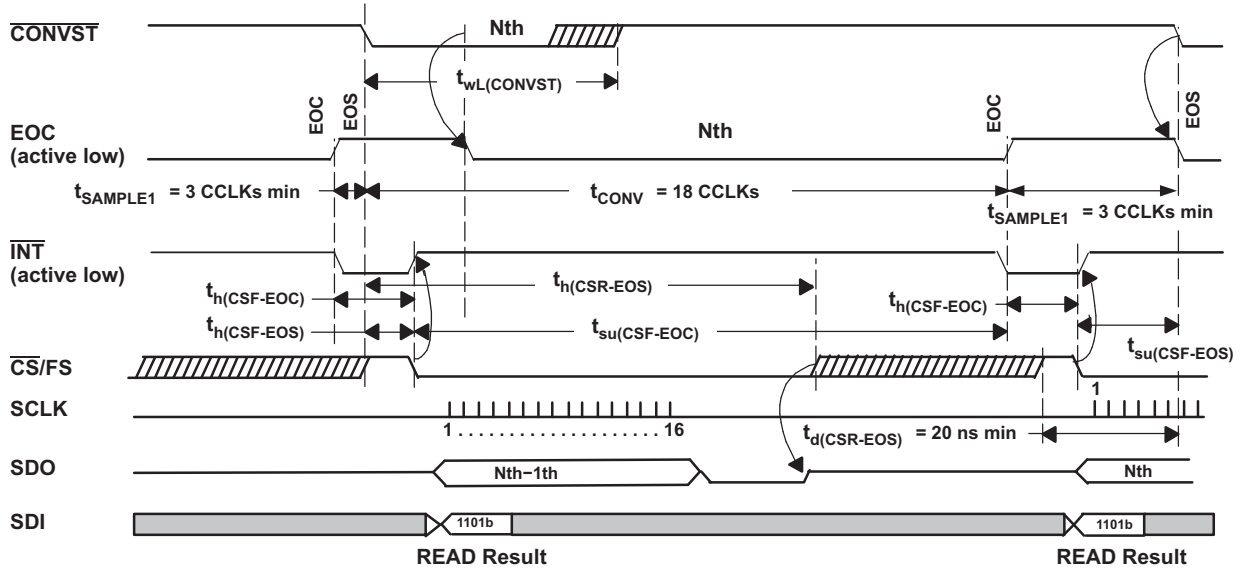 CONVST
Nth
twL(CONVST)
EOC
EOS
EOC
EOS
EOC
(active low)
Nth
tSAMPLE1 = 3 CCLKs min
tCONV = 18 CCLKs
tSAMPLE1 = 3 CCLKs min
INT
(active low)
th(CSR-EOS)
th(CSF-EOC)
th(CSF-EOC)
th(CSF-EOS)
tsu(CSF-EOC)
tsu(CSF-EOS)
CS/FS
1
SCLK
1 . . . . . . . . . . . . . . . . . . . . . 16
td(CSR-EOS) = 20 ns min
SDO
Nth−1th
Nth
SDI
1101b
1101b
READ Result
READ Result